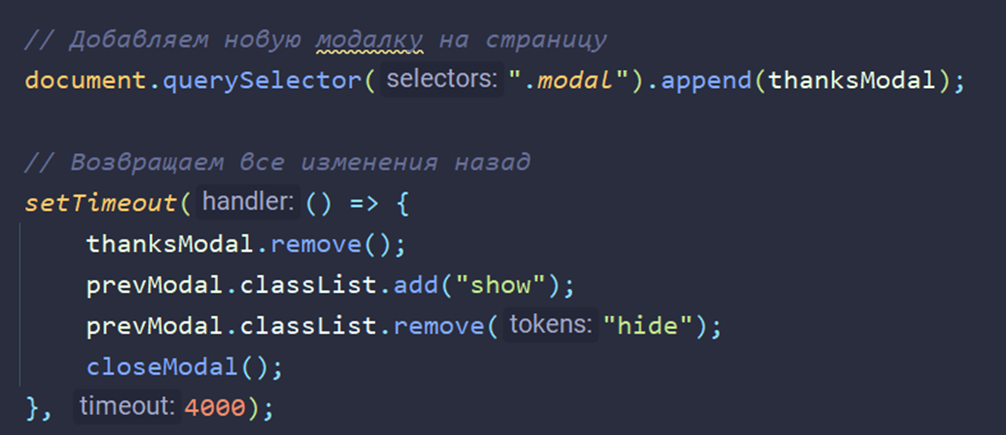 // Добавляем новую модалку на страницу
document.querySelector( selectors: ".modal").append(thanksModal);
// Возвращаем все изменения назад
setTimeout( handler: () => {
thanksModal.remove();
prevModal.classList.add("show");
prevModal.classList.remove( tokens: "hide");
closeModal();
}, timeout: 4000);